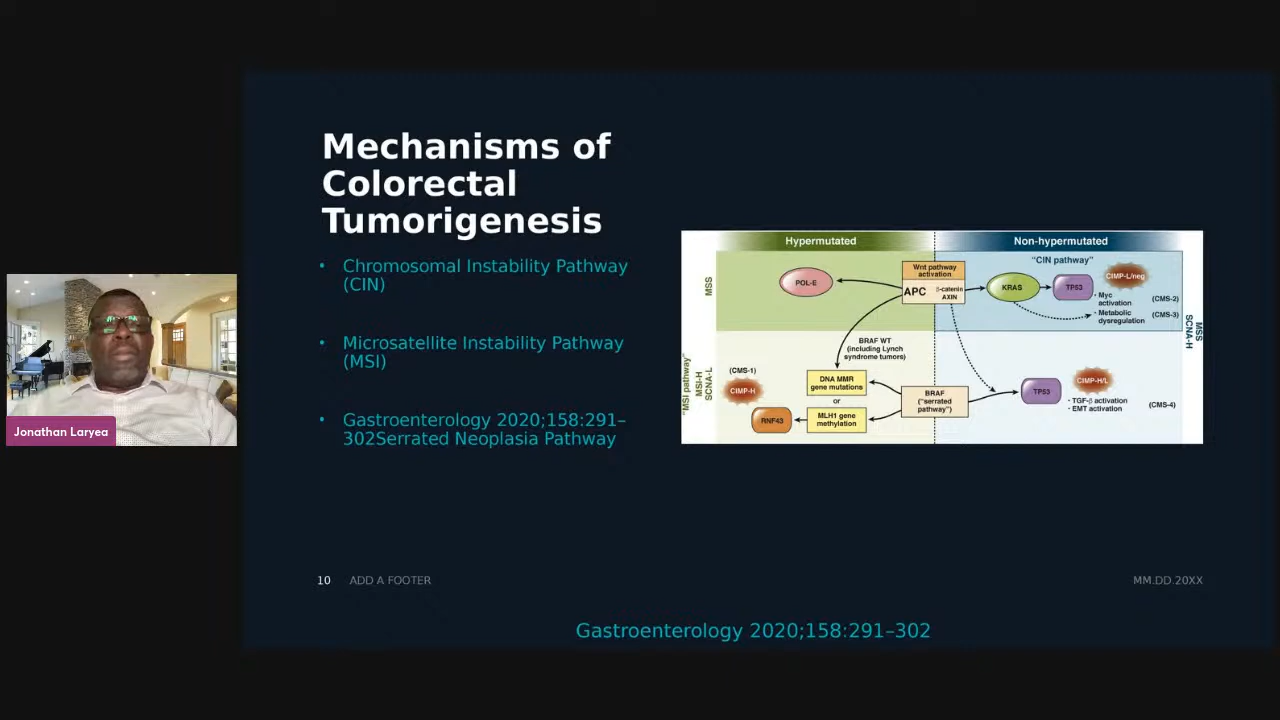 Mechanisms of
Colorectal
Tumorigenesis
• Chromosomal Instability Pathway
(CIN)
• Microsatellite Instability Pathway
(MSI)
• Gastroenterology 2020;158:291–
302Serrated Neoplasia Pathway
Jonathan Laryea
Hypermutated
Non-hypermutated
MSS
POL-E
Wnt pathway
activation
APC
β-catenin
AXIN
"CIN pathway"
KRAS
TP53
CIMP-L/neg
• Myc
activation
• Metabolic
dysregulation
(CMS-2)
(CMS-3)
MSS
SCNA-H
"MSI pathway"
MSI-H
SCNA-L
BRAF WT
(including Lynch
syndrome tumors)
(CMS-1)
CIMP-H
DNA MMR
gene mutations
or
MLH1 gene
methylation
RNF43
BRAF
("serrated
pathway")
TP53
CIMP-H/L
• TGF-β activation
• EMT activation
(CMS-4)
10 ADD A FOOTER
MM.DD.20XX
Gastroenterology 2020;158:291–302